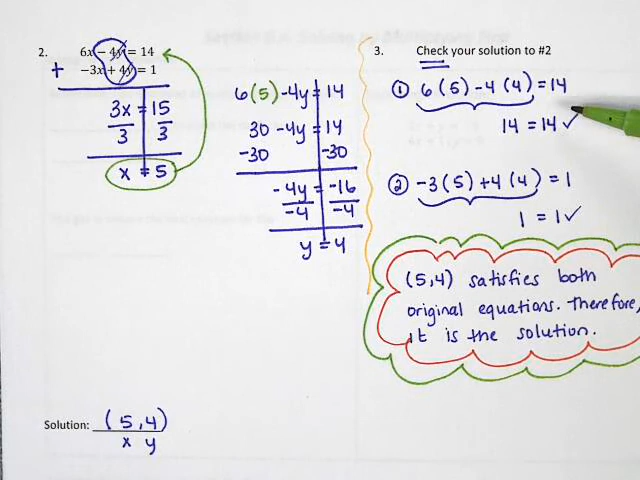 2.
6x - 4y = 14
+ -3x + 4y = 1
3x = 15
3 3
x = 5
6(5) - 4y = 14
30 - 4y = 14
-30 -30
-4y = -16
-4 -4
y = 4
Solution: (5,4)
x y
3. Check your solution to #2
① 6(5) - 4(4) = 14
14 = 14 ✓
② -3(5) + 4(4) = 1
1 = 1 ✓
(5,4) satisfies both
original equations. Therefore,
it is the solution.